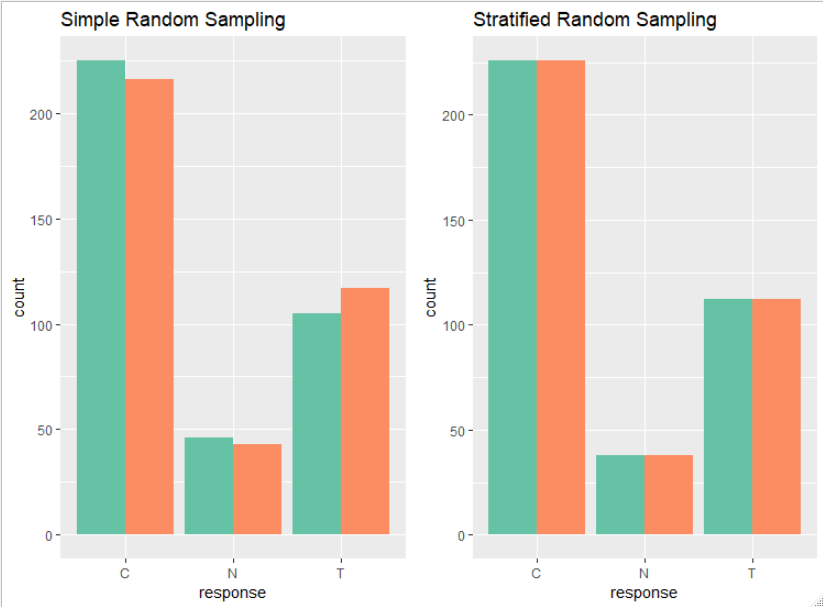 Simple Random Sampling
200
150
100
50
0
count
C N T
response
Stratified Random Sampling
200
150
100
50
0
count
C N T
response